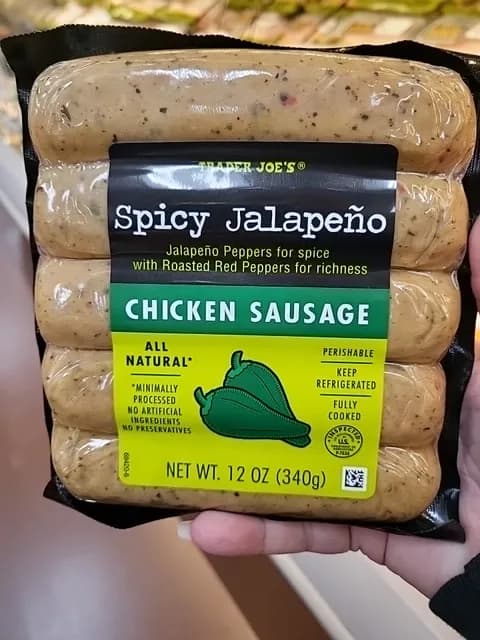 TRADER JOE'S®
Spicy Jalapeño
Jalapeño Peppers for spice
with Roasted Red Peppers for richness
CHICKEN SAUSAGE
ALL
NATURAL*
*MINIMALLY
PROCESSED
NO ARTIFICIAL
INGREDIENTS
NO PRESERVATIVES
PERISHABLE
KEEP
REFRIGERATED
FULLY
COOKED
INSPECTED
U.S.
NET WT. 12 OZ (340g)